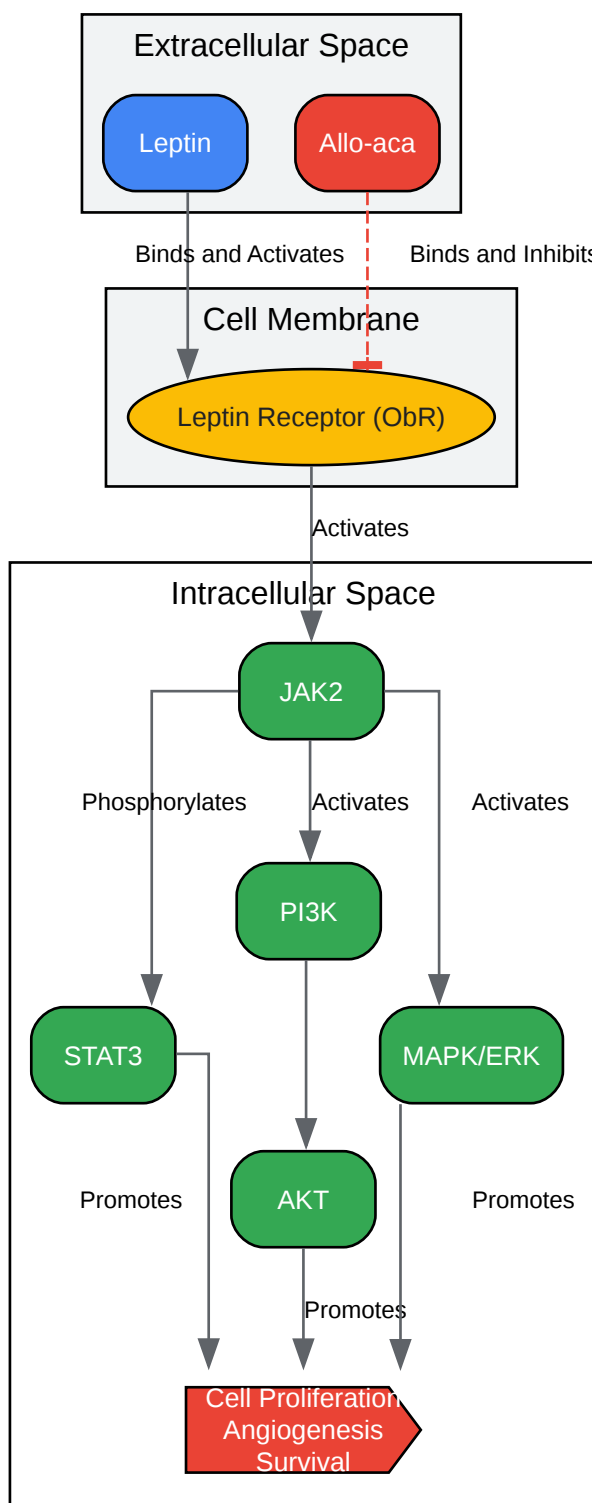 Extracellular Space
Leptin
Allo-aca
Binds and Activates
Binds and Inhibits
Cell Membrane
Leptin Receptor (ObR)
Activates
Intracellular Space
JAK2
Phosphorylates
Activates
Activates
PI3K
STAT3
MAPK/ERK
AKT
Promotes
Promotes
Promotes
Cell Proliferation
Angiogenesis
Survival